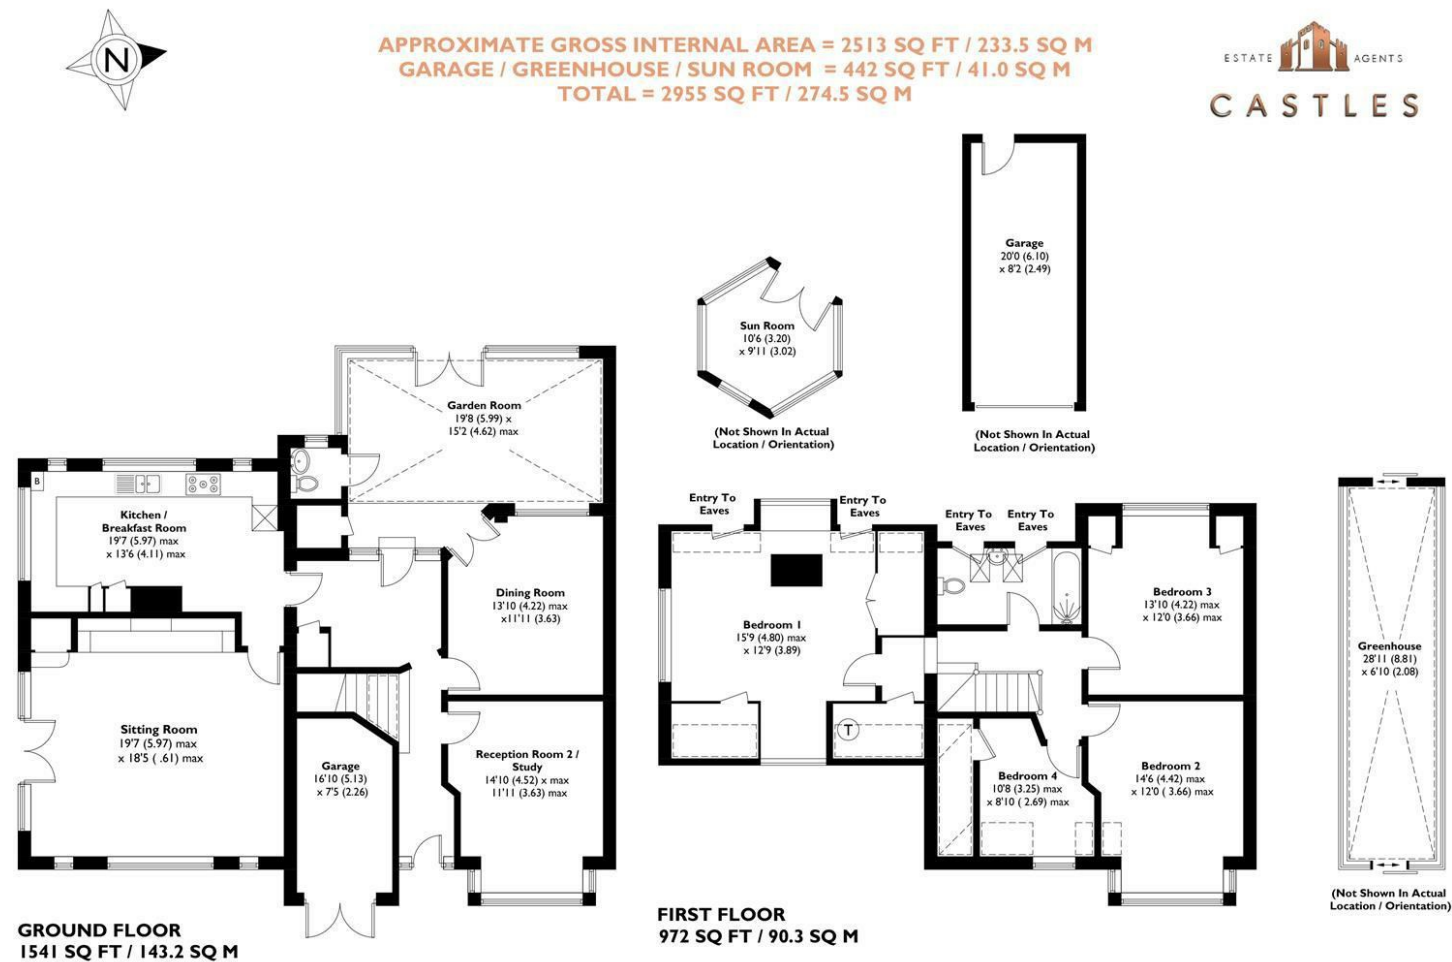 N
APPROXIMATE GROSS INTERNAL AREA = 2513 SQ FT / 233.5 SQ M
GARAGE / GREENHOUSE / SUN ROOM = 442 SQ FT / 41.0 SQ M
TOTAL = 2955 SQ FT / 274.5 SQ M
ESTATE AGENTS
CASTLES
Garage
20'0 (6.10)
x 8'2 (2.49)
(Not Shown In Actual
Location / Orientation)
Sun Room
10'6 (3.20)
x 9'11 (3.02)
(Not Shown In Actual
Location / Orientation)
Garden Room
19'8 (5.99) x
15'2 (4.62) max
B
Kitchen /
Breakfast Room
19'7 (5.97) max
x 13'6 (4.11) max
Dining Room
13'10 (4.22) max
x11'11 (3.63)
Sitting Room
19'7 (5.97) max
x 18'5 ( .61) max
Garage
16'10 (5.13)
x 7'5 (2.26)
Reception Room 2 /
Study
14'10 (4.52) x max
11'11 (3.63) max
GROUND FLOOR
1541 SQ FT / 143.2 SQ M
Entry To
Eaves
Entry To
Eaves
Entry To
Eaves
Entry To
Eaves
Bedroom 1
15'9 (4.80) max
x 12'9 (3.89)
T
Bedroom 3
13'10 (4.22) max
x 12'0 (3.66) max
Bedroom 4
10'8 (3.25) max
x 8'10 ( 2.69) max
Bedroom 2
14'6 (4.42) max
x 12'0 ( 3.66) max
FIRST FLOOR
972 SQ FT / 90.3 SQ M
Greenhouse
28'11 (8.81)
x 6'10 (2.08)
(Not Shown In Actual
Location / Orientation)